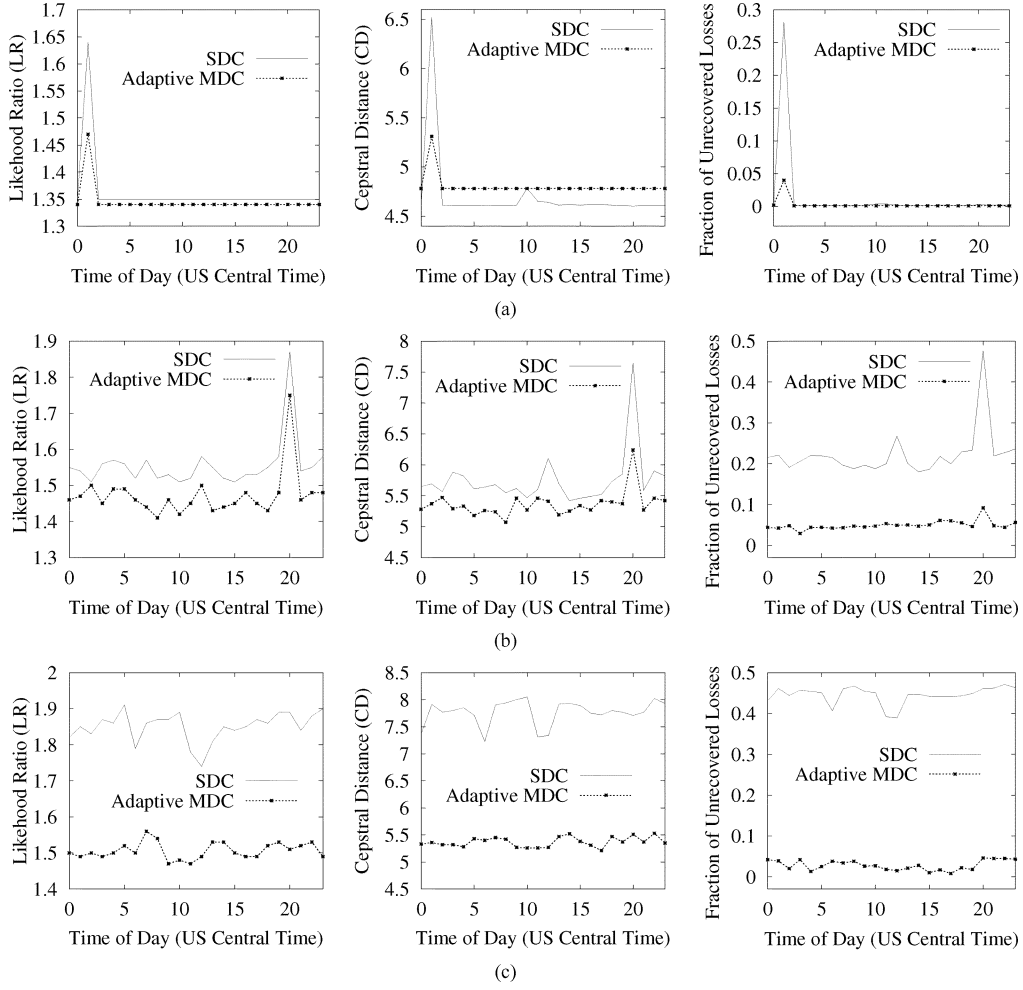 Likehood Ratio (LR)
1.7
1.65
1.6
1.55
1.5
1.45
1.4
1.35
1.3
SDC
Adaptive MDC
0 5 10 15 20
Time of Day (US Central Time)
Cepstral Distance (CD)
6.5
6
5.5
5
4.5
SDC
Adaptive MDC
0 5 10 15 20
Time of Day (US Central Time)
Fraction of Unrecovered Losses
0.3
0.25
0.2
0.15
0.1
0.05
0
SDC
Adaptive MDC
0 5 10 15 20
Time of Day (US Central Time)
(a)
Likehood Ratio (LR)
1.9
1.8
1.7
1.6
1.5
1.4
1.3
SDC
Adaptive MDC
0 5 10 15 20
Time of Day (US Central Time)
Cepstral Distance (CD)
8
7.5
7
6.5
6
5.5
5
4.5
SDC
Adaptive MDC
0 5 10 15 20
Time of Day (US Central Time)
Fraction of Unrecovered Losses
0.5
0.4
0.3
0.2
0.1
0
SDC
Adaptive MDC
0 5 10 15 20
Time of Day (US Central Time)
(b)
Likehood Ratio (LR)
2
1.9
1.8
1.7
1.6
1.5
1.4
SDC
Adaptive MDC
0 5 10 15 20
Time of Day (US Central Time)
Cepstral Distance (CD)
8.5
8
7.5
7
6.5
6
5.5
5
4.5
SDC
Adaptive MDC
0 5 10 15 20
Time of Day (US Central Time)
Fraction of Unrecovered Losses
0.5
0.4
0.3
0.2
0.1
0
SDC
Adaptive MDC
0 5 10 15 20
Time of Day (US Central Time)
(c)